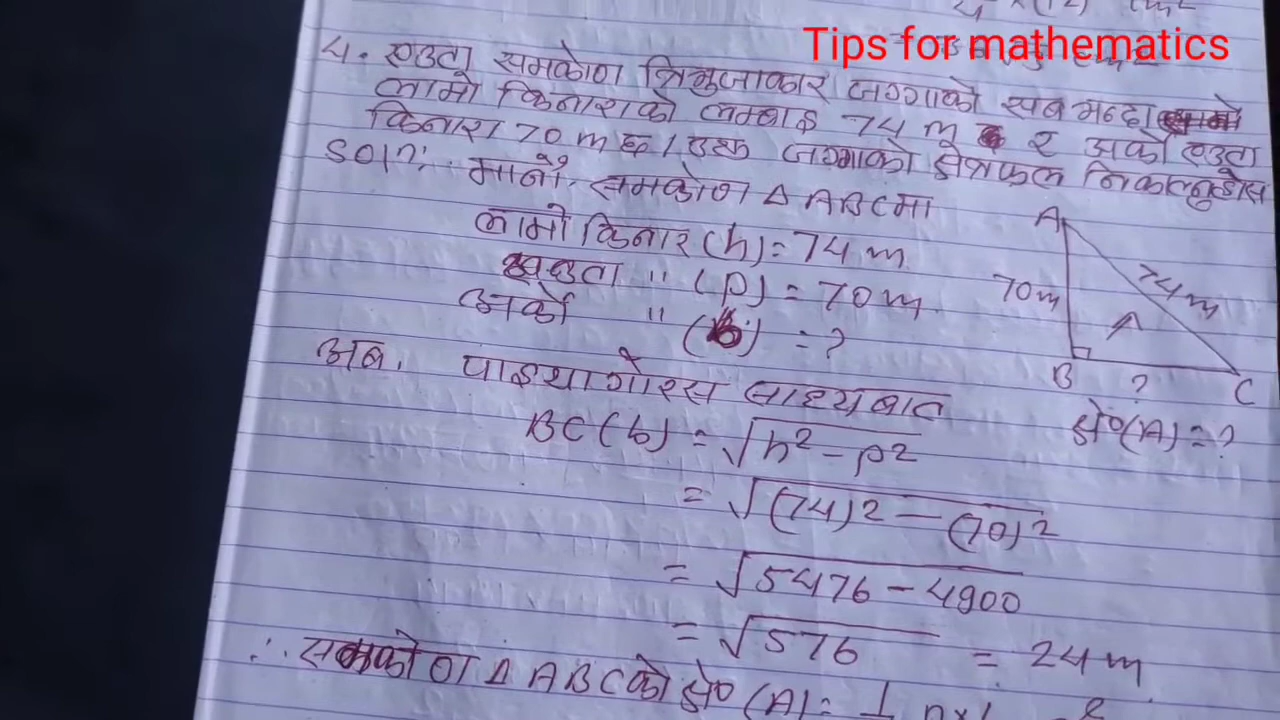 Tips for mathematics
4. एउटा समकोण त्रिभुजाकार जग्गाको सबभन्दा
लामो किनाराको लम्बाइ 74 m र अर्को एउटा
किनारा 70 m छ । उक्त जग्गाको क्षेत्रफल निकाल्नुहोस
Soln: मानौं, समकोण △ ABC मा
लामो किनार (h) = 74 m
एउटा " (p) = 70 m
अर्को " (b) = ?
A
70m
74m
A
B
?
C
क्षे० (A) = ?
अब, पाइथागोरस साध्यबात
BC (b) = √h² - p²
= √(74)² - (70)²
= √5476 - 4900
= √576 = 24 m
∴ समकोण △ ABC को क्षे० (A) = 1